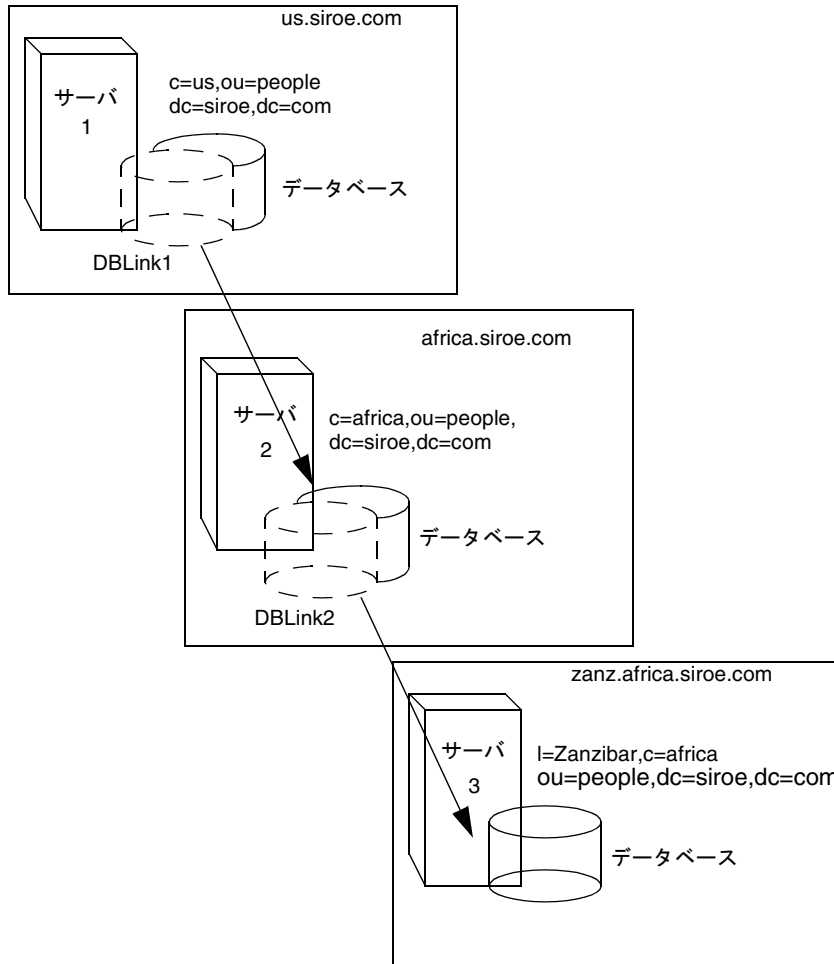 us.siroe.com
c=us,ou=people
dc=siroe,dc=com
サーバ
1
データベース
DBLink1
africa.siroe.com
サーバ
2
c=africa,ou=people,
dc=siroe,dc=com
データベース
DBLink2
zanz.africa.siroe.com
サーバ
3
l=Zanzibar,c=africa
ou=people,dc=siroe,dc=com
データベース